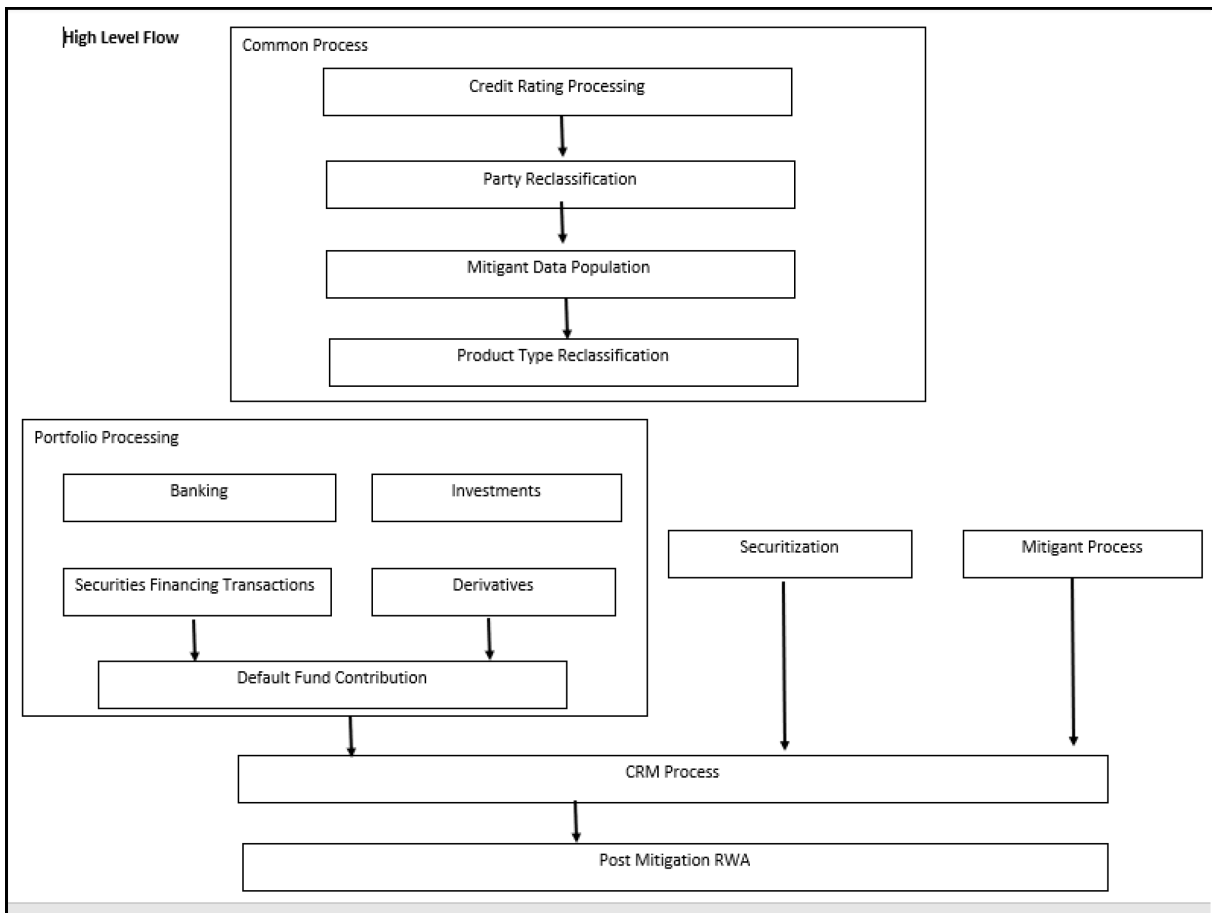 High Level Flow
Common Process
Credit Rating Processing
Party Reclassification
Mitigant Data Population
Product Type Reclassification
Portfolio Processing
Banking
Investments
Securitization
Mitigant Process
Securities Financing Transactions
Derivatives
Default Fund Contribution
CRM Process
Post Mitigation RWA